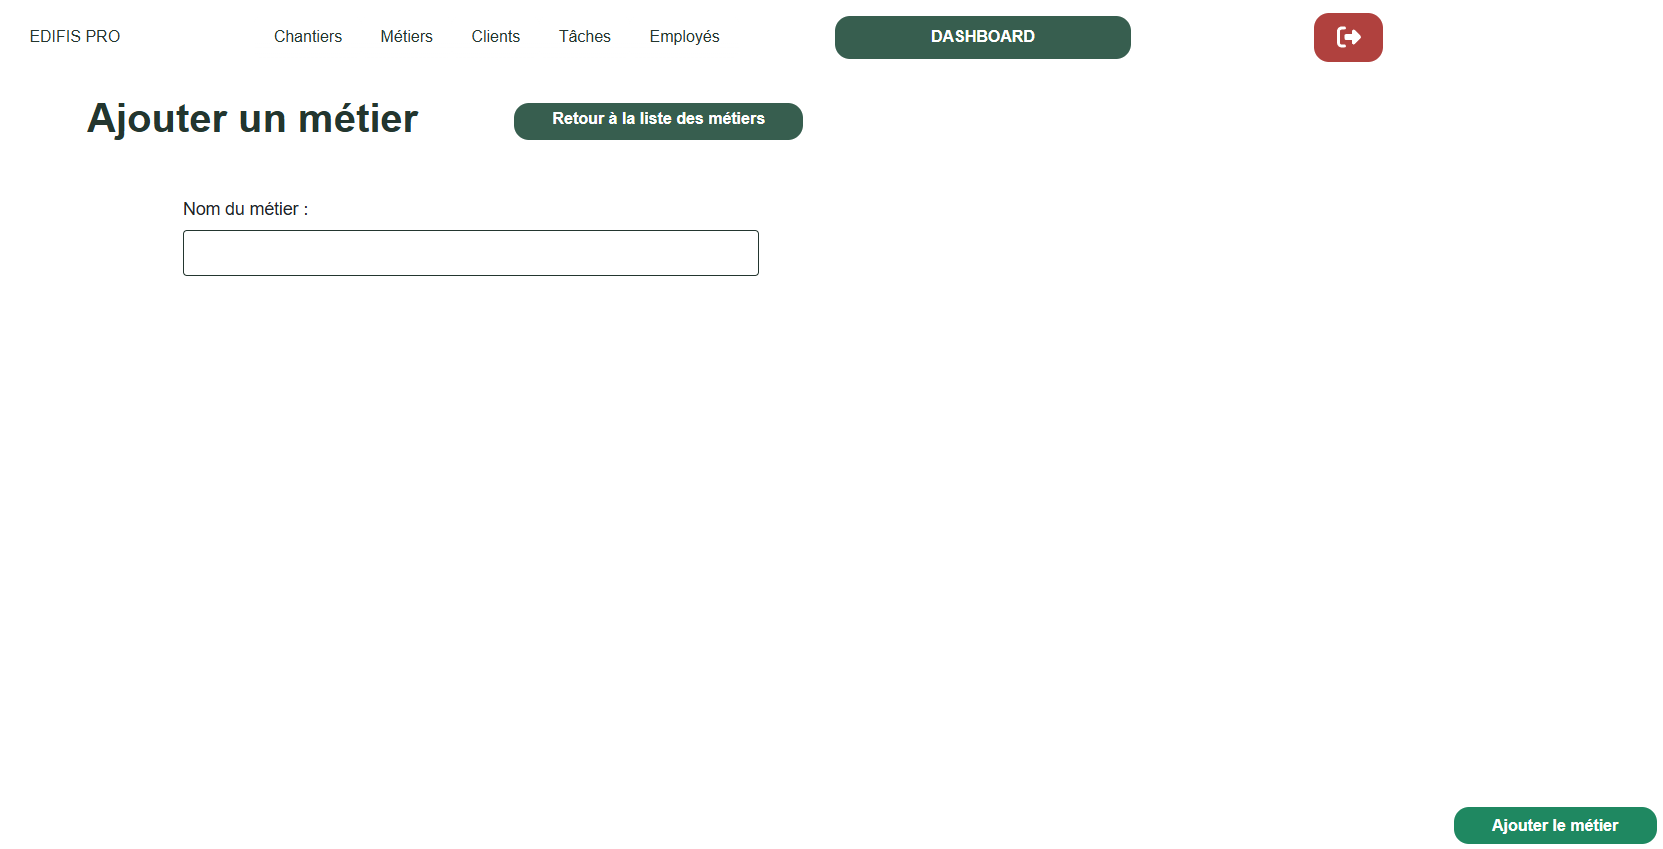 EDIFIS PRO
Chantiers
Métiers
Clients
Tâches
Employés
DASHBOARD
Ajouter un métier
Retour à la liste des métiers
Nom du métier :
Ajouter le métier